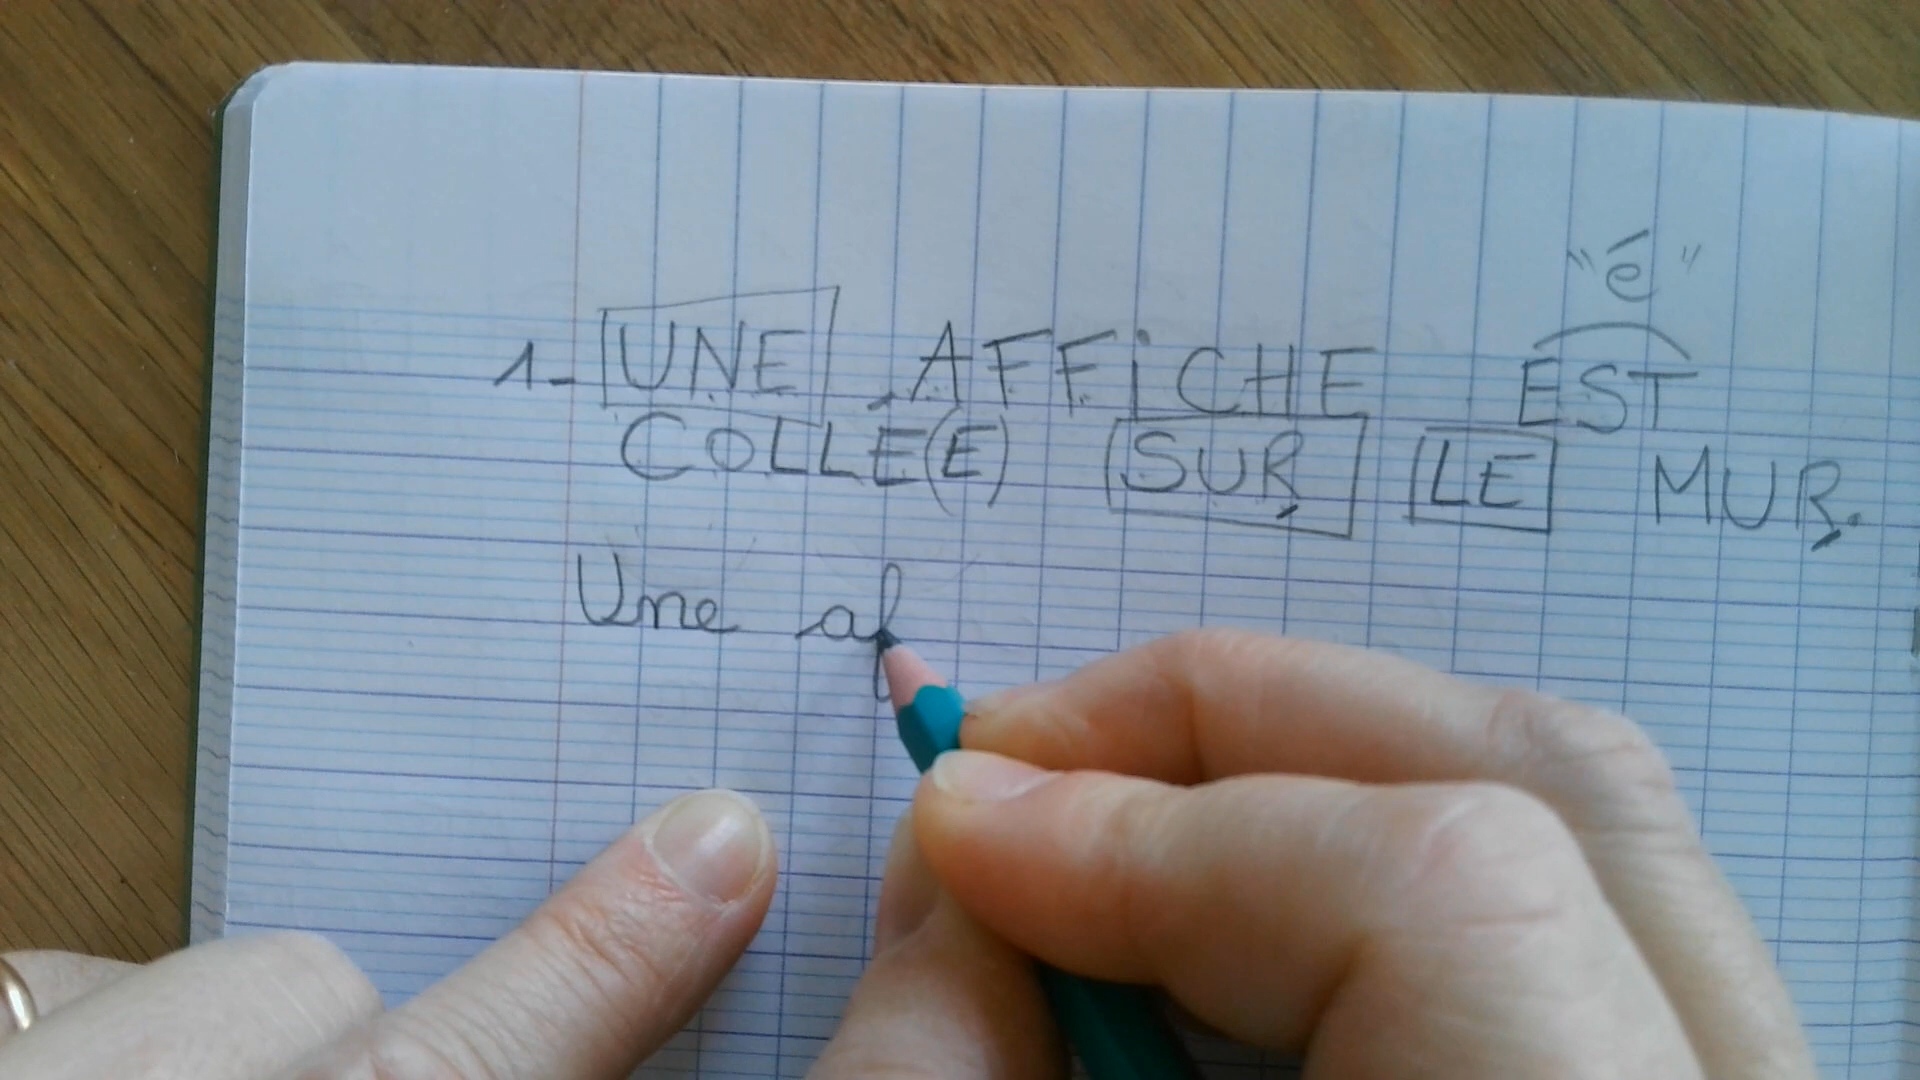 "é"
1- UNE AFFiCHE EST
COLLÉ(E) SUR LE MUR.
Une af